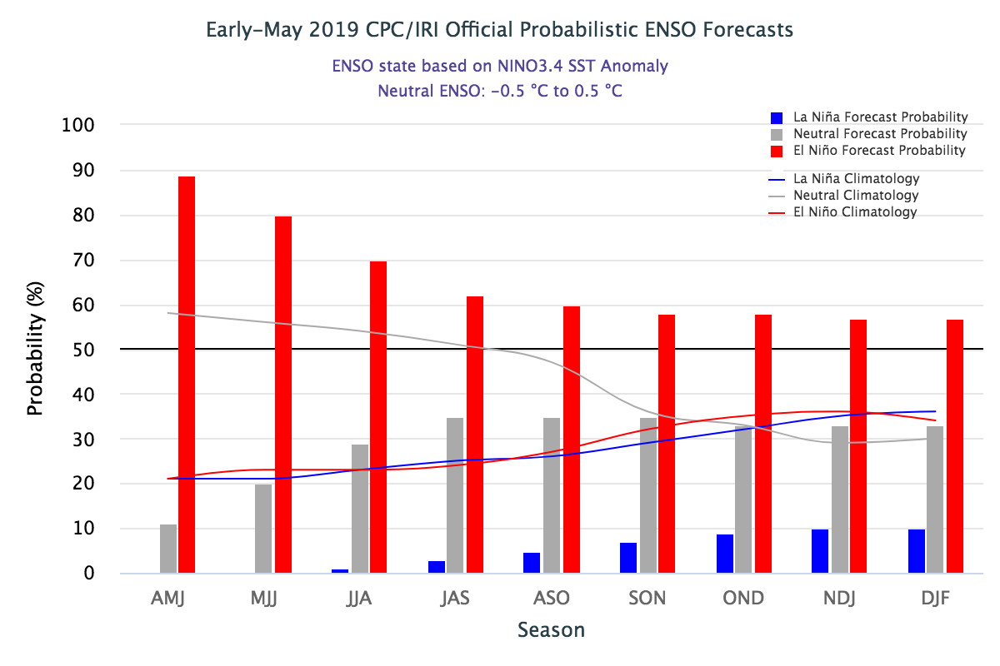 Early-May 2019 CPC/IRI Official Probabilistic ENSO Forecasts
ENSO state based on NINO3.4 SST Anomaly
Neutral ENSO: -0.5 °C to 0.5 °C
La Niña Forecast Probability
Neutral Forecast Probability
El Niño Forecast Probability
La Niña Climatology
Neutral Climatology
El Niño Climatology
Probability (%)
100
90
80
70
60
50
40
30
20
10
0
AMJ MJJ JJA JAS ASO SON OND NDJ DJF
Season